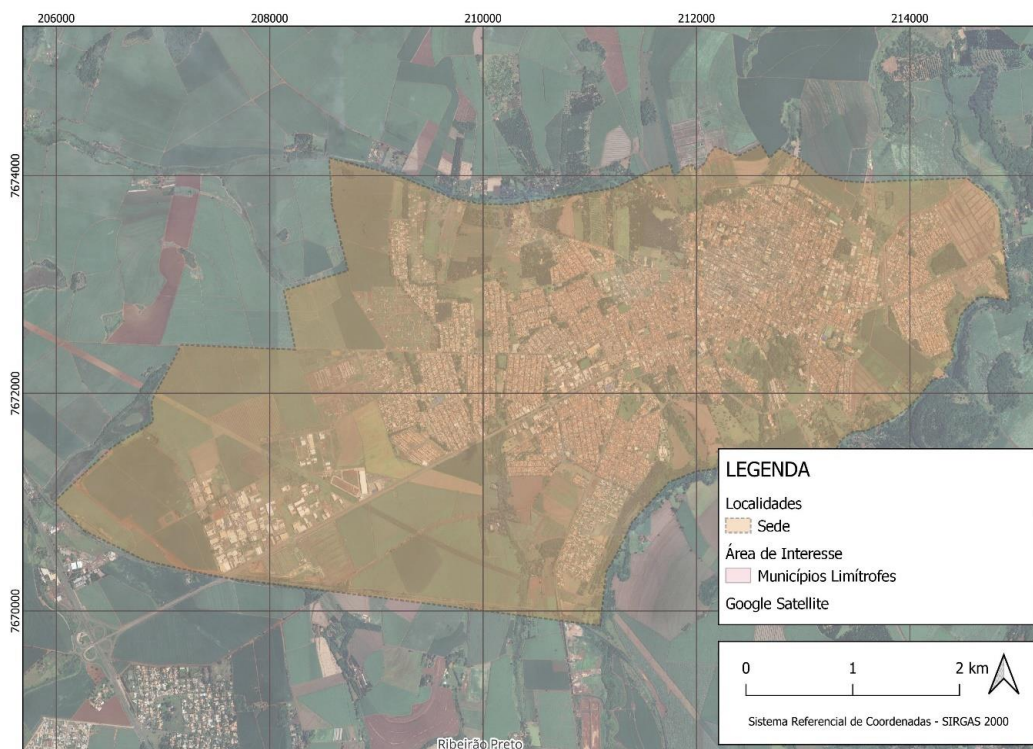 206000 208000 210000 212000 214000
7674000
7672000
7670000
LEGENDA
Localidades
Sede
Área de Interesse
Municípios Limítrofes
Google Satellite
0 1 2 km
Sistema Referencial de Coordenadas - SIRGAS 2000
Ribeirão Preto